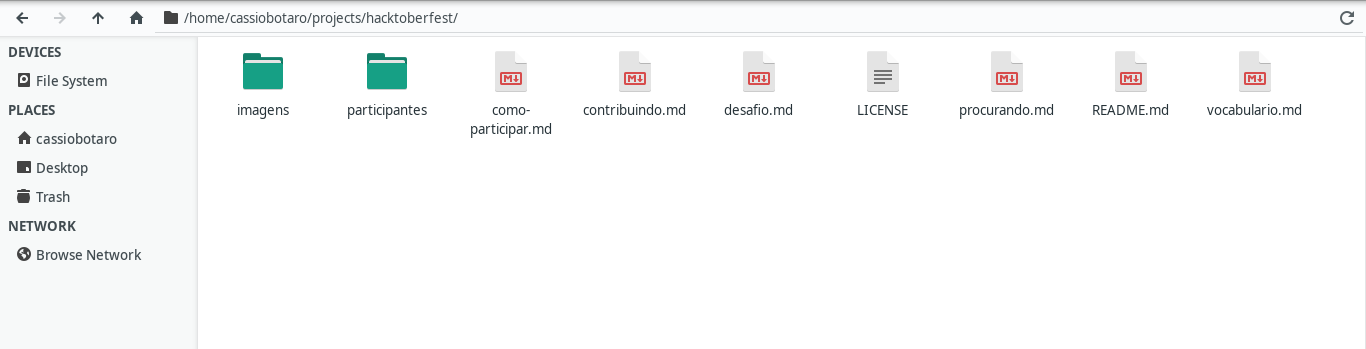 /home/cassiobotaro/projects/hacktoberfest/
DEVICES
File System
PLACES
cassiobotaro
Desktop
Trash
NETWORK
Browse Network
imagens
participantes
como-
participar.md
contribuindo.md
desafio.md
LICENSE
procurando.md
README.md
vocabulario.md
M
M
M
M
M
M